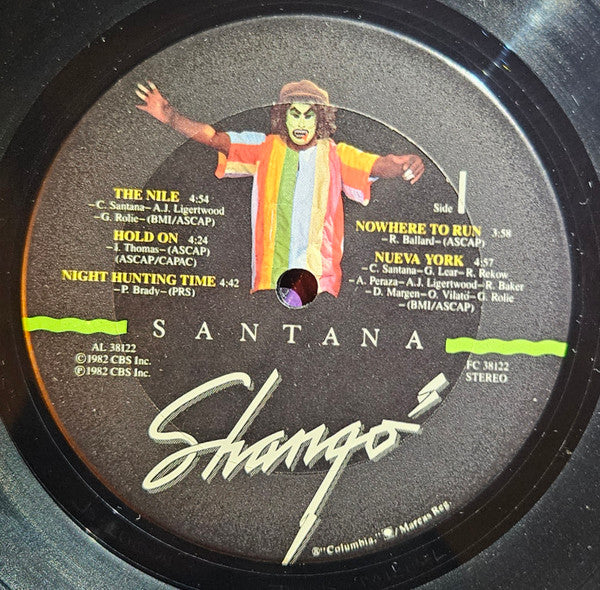 THE NILE 4:54
–C. Santana–A.J. Ligertwood
–G. Rolie–(BMI/ASCAP)
HOLD ON 4:24
–I. Thomas–(ASCAP)
(ASCAP/CAPAC)
NIGHT HUNTING TIME 4:42
–P. Brady–(PRS)
Side 1
NOWHERE TO RUN 3:58
–R. Ballard–(ASCAP)
NUEVA YORK 4:57
–C. Santana–G. Lear–R. Rekow
–A. Peraza–A.J. Ligertwood–R. Baker
–D. Margen–O. Vilató–G. Rolie
–(BMI/ASCAP)
SANTANA
AL 38122
©1982 CBS Inc.
℗1982 CBS Inc.
FC 38122
STEREO
Shangó
®"Columbia," /Marcas Reg.